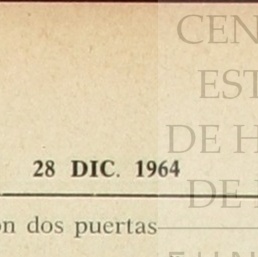 CEN
EST
DE H
28 DIC. 1964
DE
on dos puertas